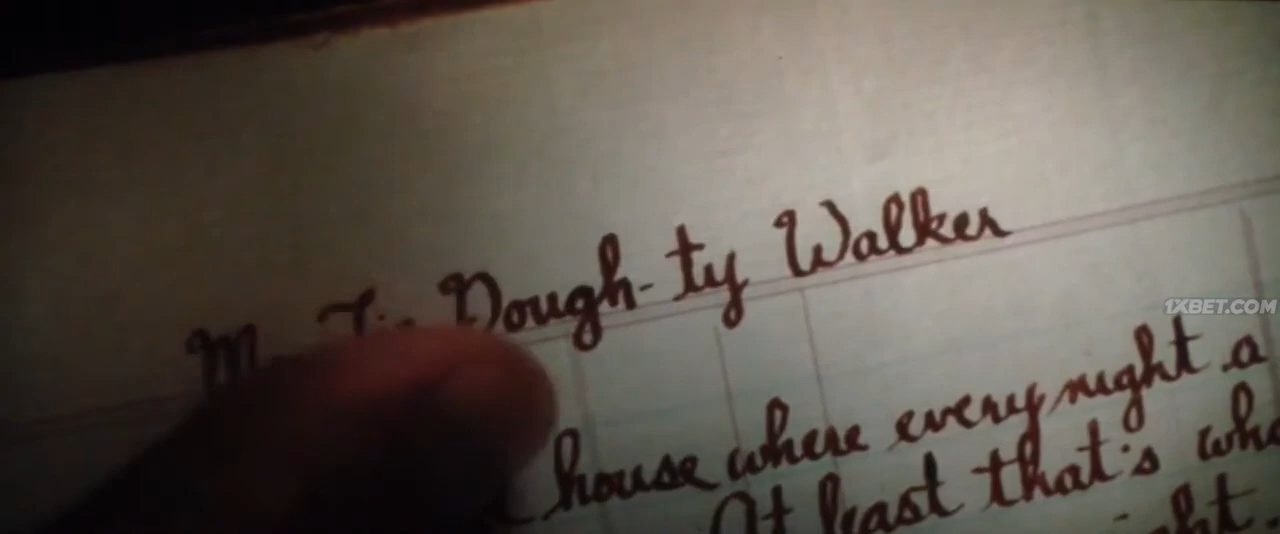 Dough-ty Walker
1XBET.COM
house where every night a
At least that's